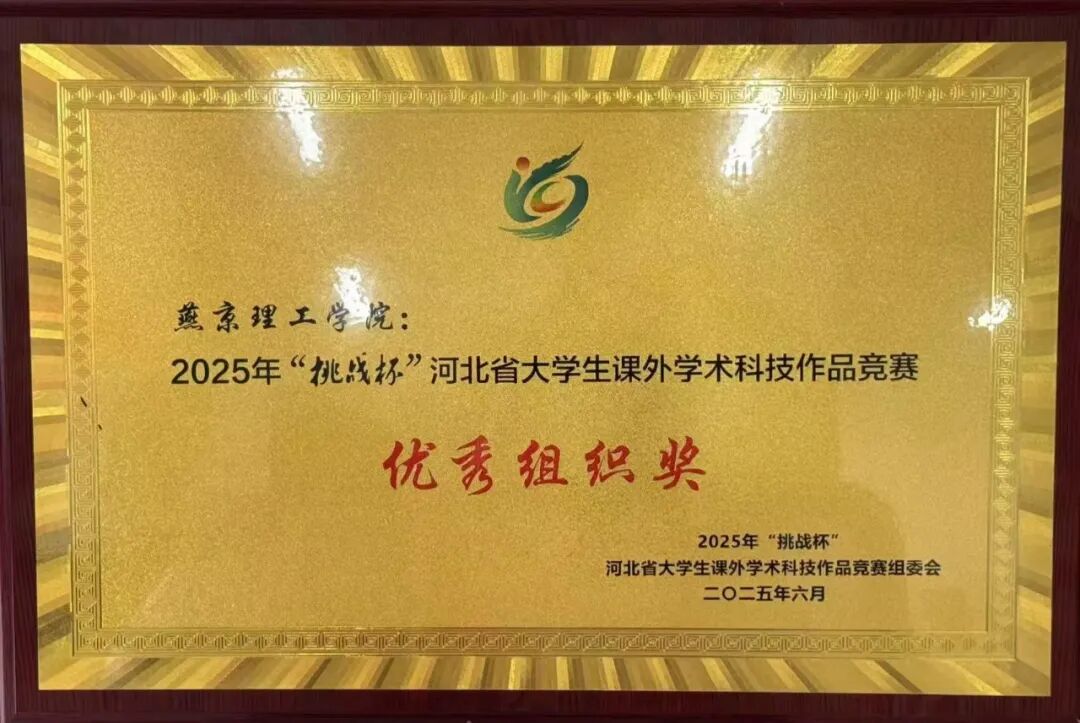 燕京理工学院：
2025年“挑战杯”河北省大学生课外学术科技作品竞赛
优秀组织奖
2025年“挑战杯”
河北省大学生课外学术科技作品竞赛组委会
二〇二五年六月